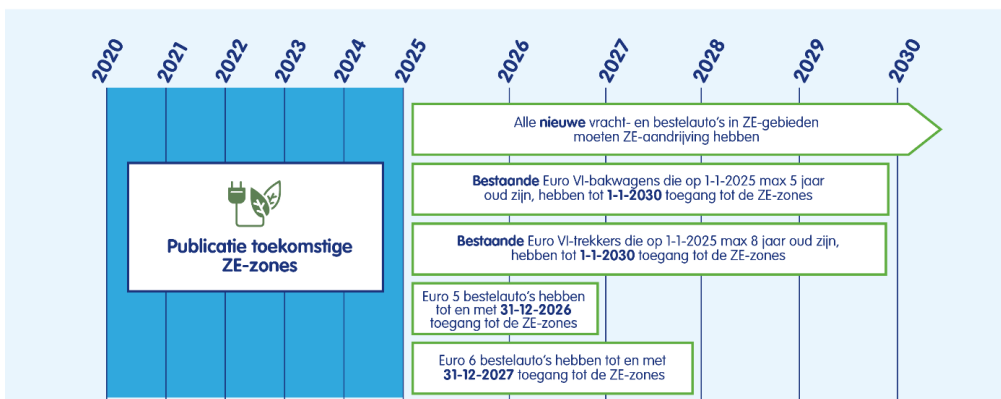 2020
2021
2022
2023
2024
2025
2026
2027
2028
2029
2030
Alle nieuwe vracht- en bestelauto's in ZE-gebieden
moeten ZE-aandrijving hebben
Bestaande Euro VI-bakwagens die op 1-1-2025 max 5 jaar
oud zijn, hebben tot 1-1-2030 toegang tot de ZE-zones
Publicatie toekomstige
ZE-zones
Bestaande Euro VI-trekkers die op 1-1-2025 max 8 jaar oud zijn,
hebben tot 1-1-2030 toegang tot de ZE-zones
Euro 5 bestelauto's hebben
tot en met 31-12-2026
toegang tot de ZE-zones
Euro 6 bestelauto's hebben tot en met
31-12-2027 toegang tot de ZE-zones